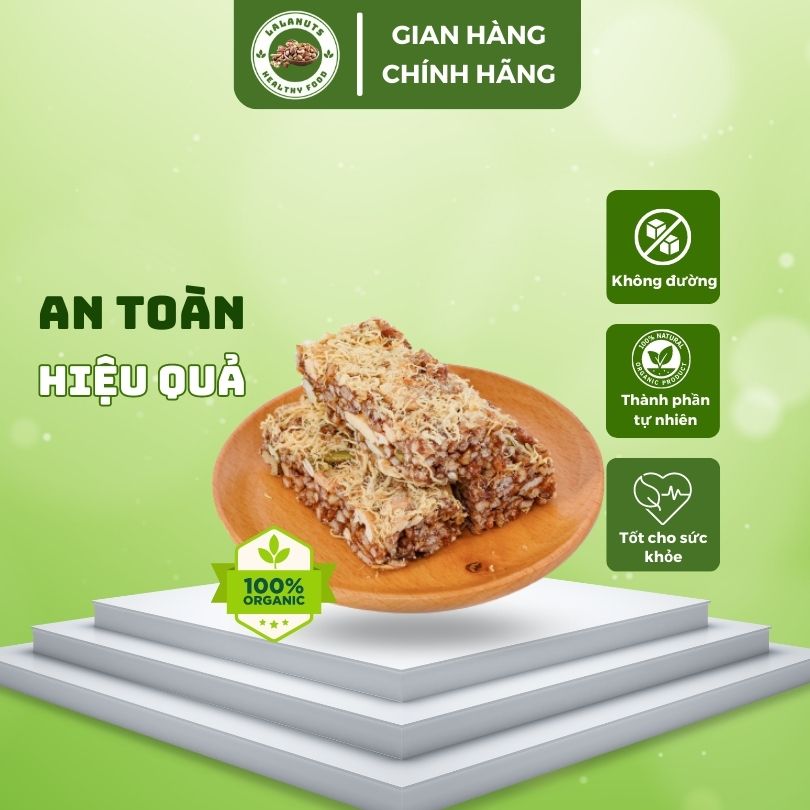 LALANUTS
HEALTHY FOOD
GIAN HÀNG
CHÍNH HÃNG
Không đường
AN TOÀN
HIỆU QUẢ
100% NATURAL
ORGANIC PRODUCT
Thành phần
tự nhiên
Tốt cho sức
khỏe
100%
ORGANIC